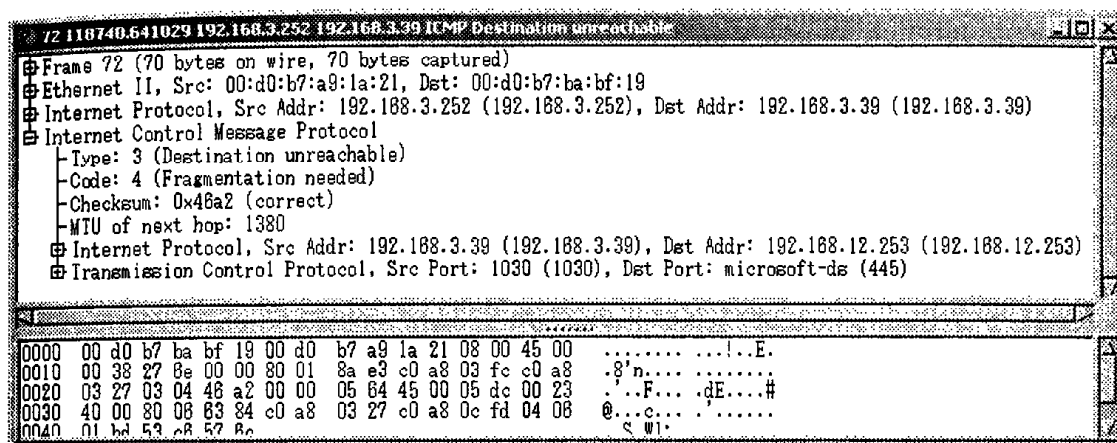 72 118740.641029 192.168.3.252 192.168.3.39 ICMP Destination unreachable
Frame 72 (70 bytes on wire, 70 bytes captured)
Ethernet II, Src: 00:d0:b7:a9:1a:21, Dst: 00:d0:b7:ba:bf:19
Internet Protocol, Src Addr: 192.168.3.252 (192.168.3.252), Dst Addr: 192.168.3.39 (192.168.3.39)
Internet Control Message Protocol
Type: 3 (Destination unreachable)
Code: 4 (Fragmentation needed)
Checksum: 0x46a2 (correct)
MTU of next hop: 1380
Internet Protocol, Src Addr: 192.168.3.39 (192.168.3.39), Dst Addr: 192.168.12.253 (192.168.12.253)
Transmission Control Protocol, Src Port: 1030 (1030), Dst Port: microsoft-ds (445)
0000 00 d0 b7 ba bf 19 00 d0 b7 a9 1a 21 08 00 45 00 ........ ...!..E.
0010 00 38 27 6e 00 00 80 01 8a e3 c0 a8 03 fc c0 a8 .8'n.... ........
0020 03 27 03 04 46 a2 00 00 05 64 45 00 05 dc 00 23 .'..F... .dE....#
0030 40 00 80 06 63 84 c0 a8 03 27 c0 a8 0c fd 04 06 @...c... .'......
0040 01 bd 53 c6 57 6c